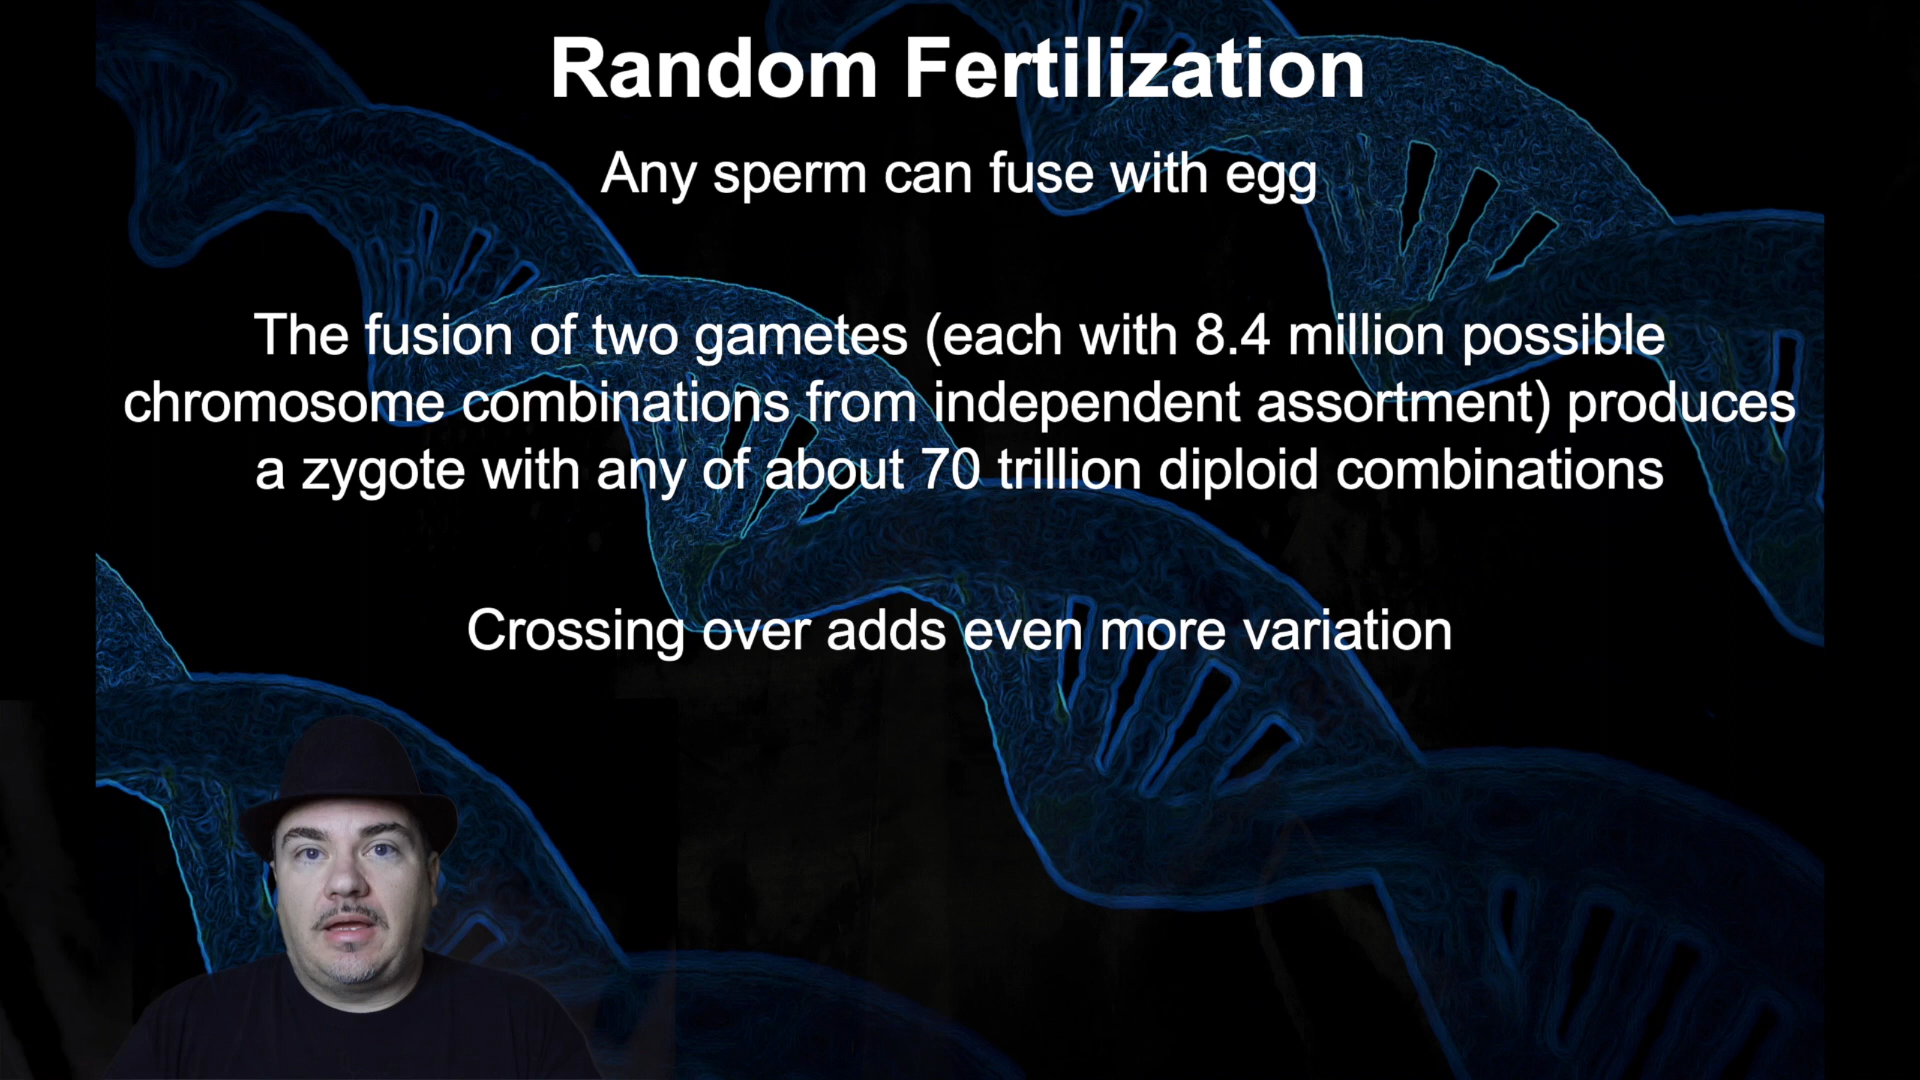 Random Fertilization
Any sperm can fuse with egg
The fusion of two gametes (each with 8.4 million possible
chromosome combinations from independent assortment) produces
a zygote with any of about 70 trillion diploid combinations
Crossing over adds even more variation